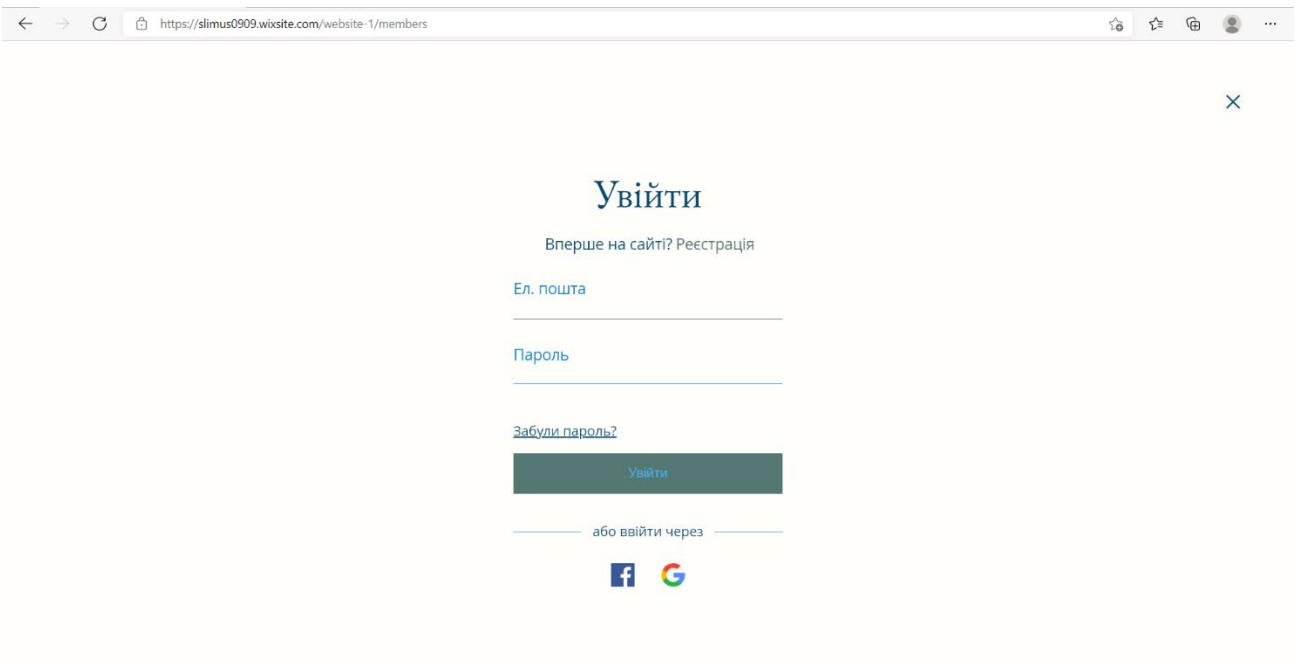 https://slimus0909.wixsite.com/website-1/members
Увійти
Вперше на сайті? Реєстрація
Ел. пошта
Пароль
Забули пароль?
Увійти
або ввійти через